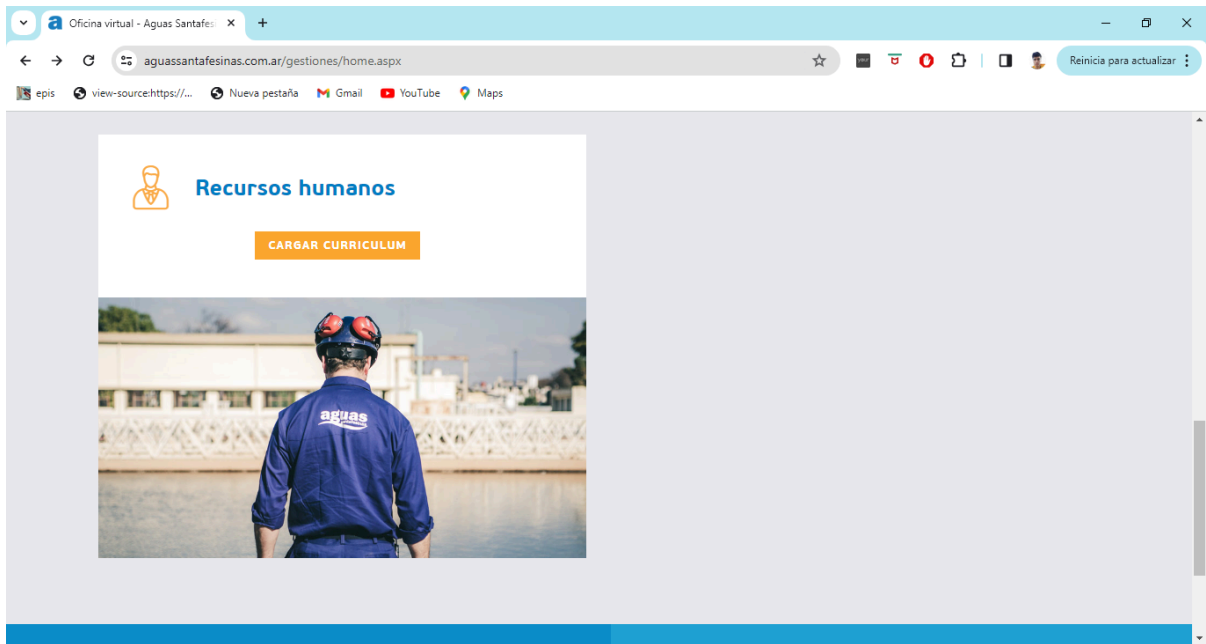 Oficina virtual - Aguas Santafes
aguassantafesinas.com.ar/gestiones/home.aspx
Reinicia para actualizar
epis
view-source:https://...
Nueva pestaña
Gmail
YouTube
Maps
Recursos humanos
CARGAR CURRICULUM
aguas